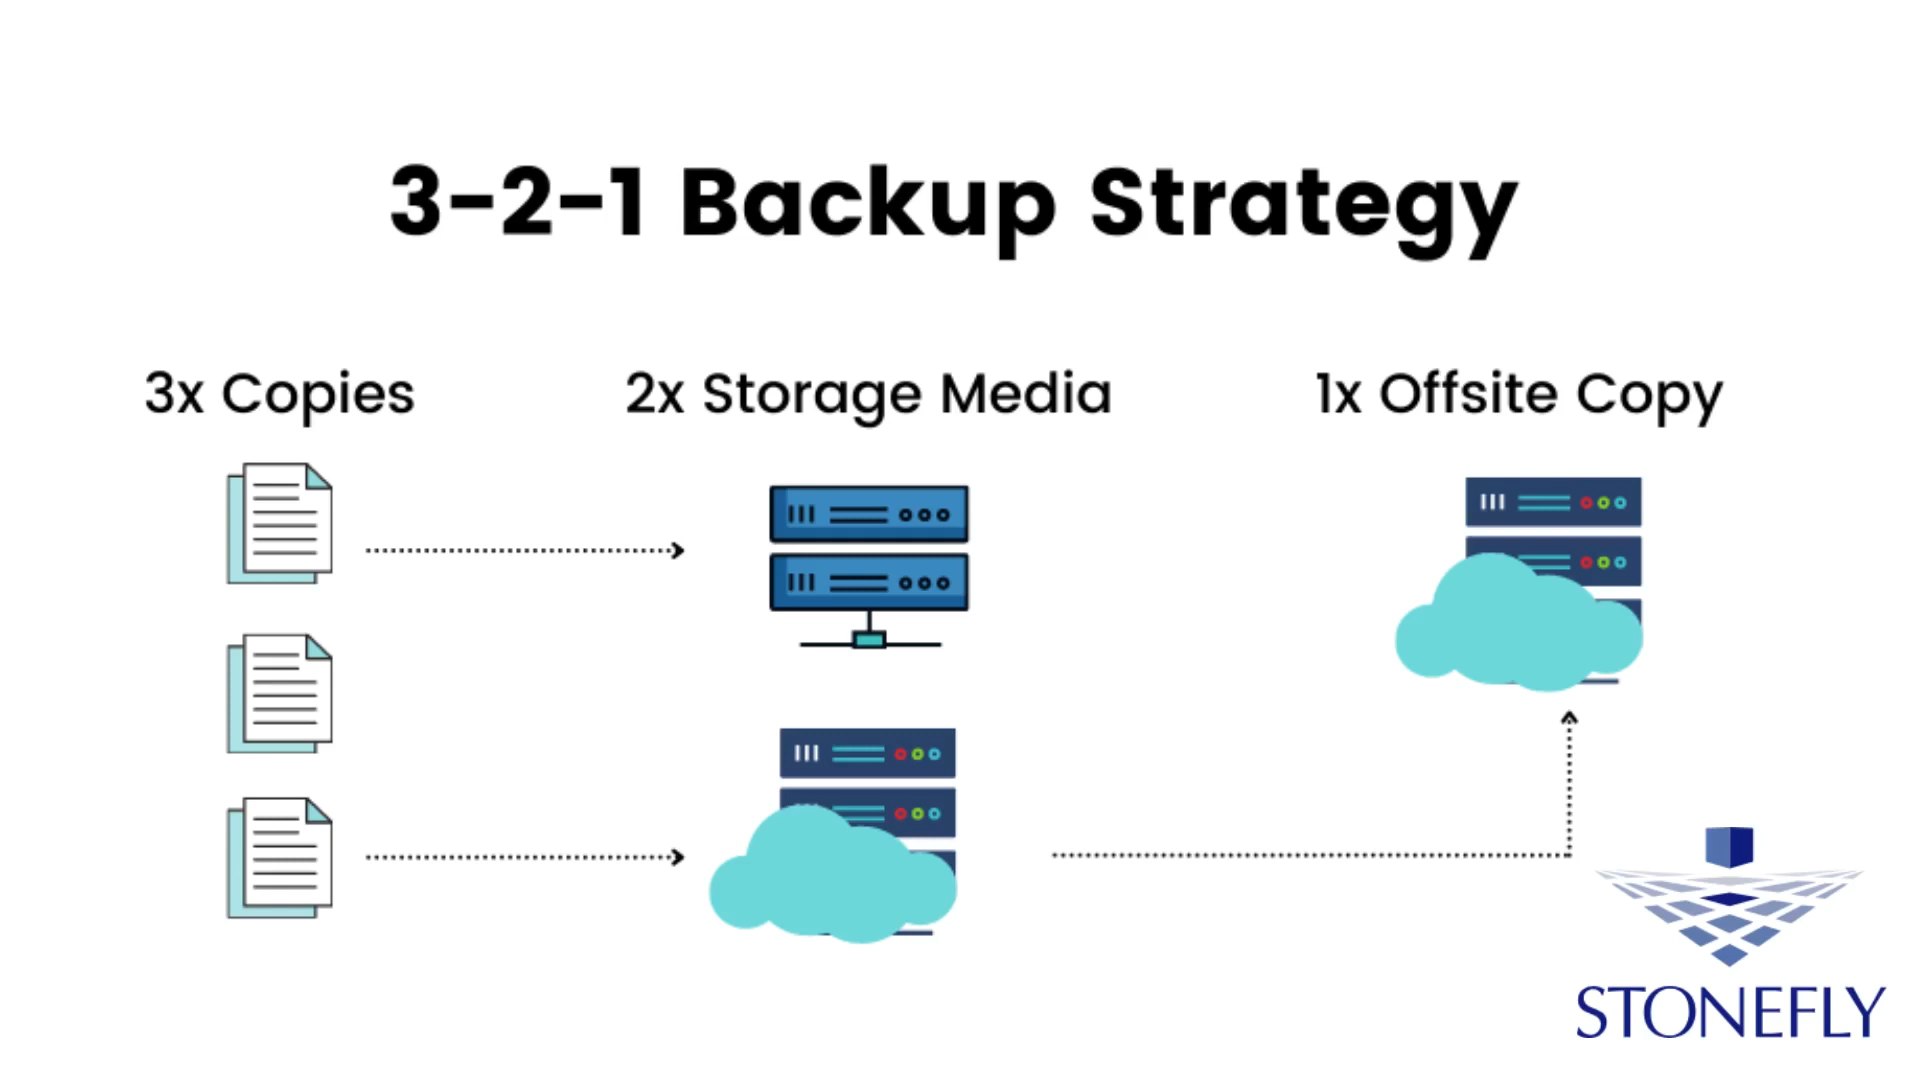 3-2-1 Backup Strategy
3x Copies
2x Storage Media
1x Offsite Copy
STONEFLY